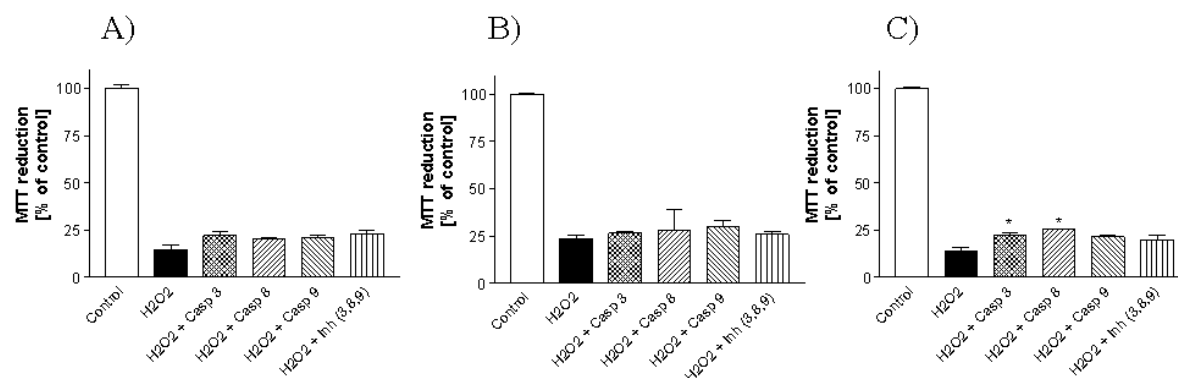 A)
MTT reduction
[% of control]
100
75
50
25
0
Control
H2O2
H2O2 + Casp 3
H2O2 + Casp 8
H2O2 + Casp 9
H2O2 + Inh (3,8,9)
B)
MTT reduction
[% of control]
100
75
50
25
0
Control
H2O2
H2O2 + Casp 3
H2O2 + Casp 8
H2O2 + Casp 9
H2O2 + Inh (3,8,9)
C)
MTT reduction
[% of control]
100
75
50
25
0
*
*
Control
H2O2
H2O2 + Casp 3
H2O2 + Casp 8
H2O2 + Casp 9
H2O2 + Inh (3,8,9)